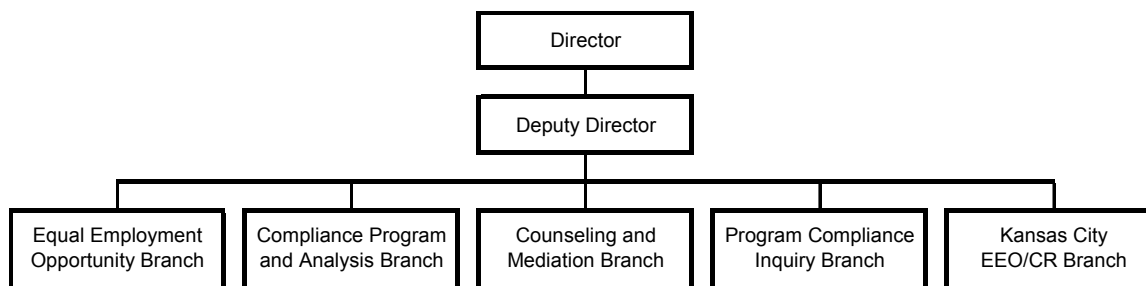 Director
Deputy Director
Equal Employment
Opportunity Branch
Compliance Program
and Analysis Branch
Counseling and
Mediation Branch
Program Compliance
Inquiry Branch
Kansas City
EEO/CR Branch